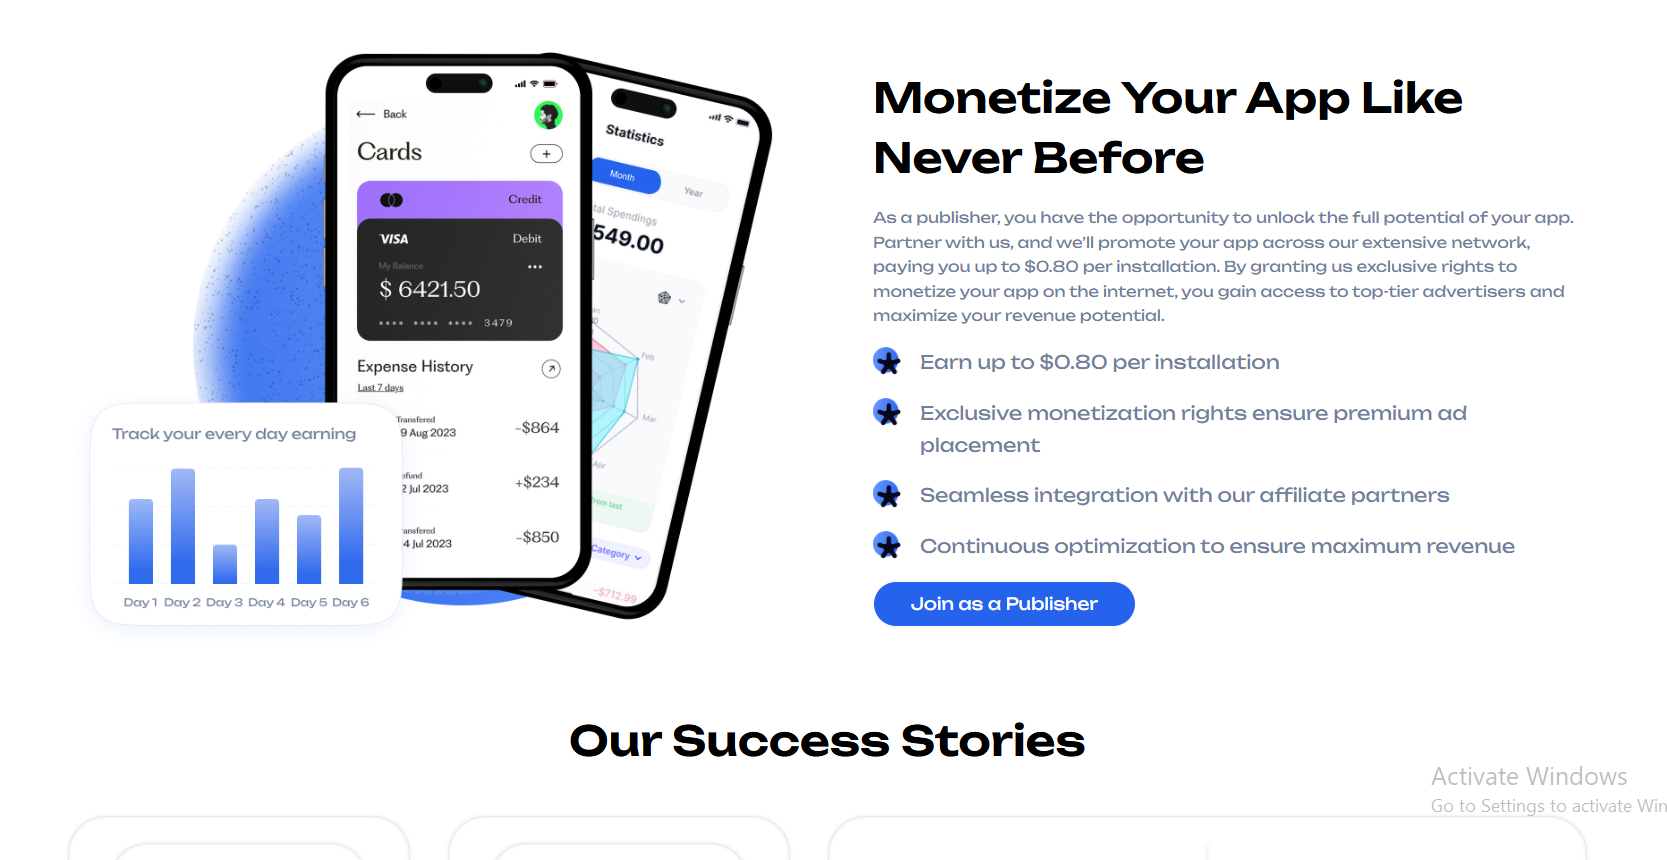 Back
Cards
+
Credit
VISA
Debit
My Balance
$ 6421.50
3479
Expense History
Last 7 days
Transfered
9 Aug 2023
-$864
efund
2 Jul 2023
+$234
ansfered
4 Jul 2023
-$850
Statistics
Month
Year
tal Spendings
549.00
an
Feb
Mar
Apr
from last
Category
-$712.99
Track your every day earning
Day 1 Day 2 Day 3 Day 4 Day 5 Day 6
Monetize Your App Like
Never Before
As a publisher, you have the opportunity to unlock the full potential of your app.
Partner with us, and we'll promote your app across our extensive network,
paying you up to $0.80 per installation. By granting us exclusive rights to
monetize your app on the internet, you gain access to top-tier advertisers and
maximize your revenue potential.
Earn up to $0.80 per installation
Exclusive monetization rights ensure premium ad
placement
Seamless integration with our affiliate partners
Continuous optimization to ensure maximum revenue
Join as a Publisher
Our Success Stories
Activate Windows
Go to Settings to activate Win